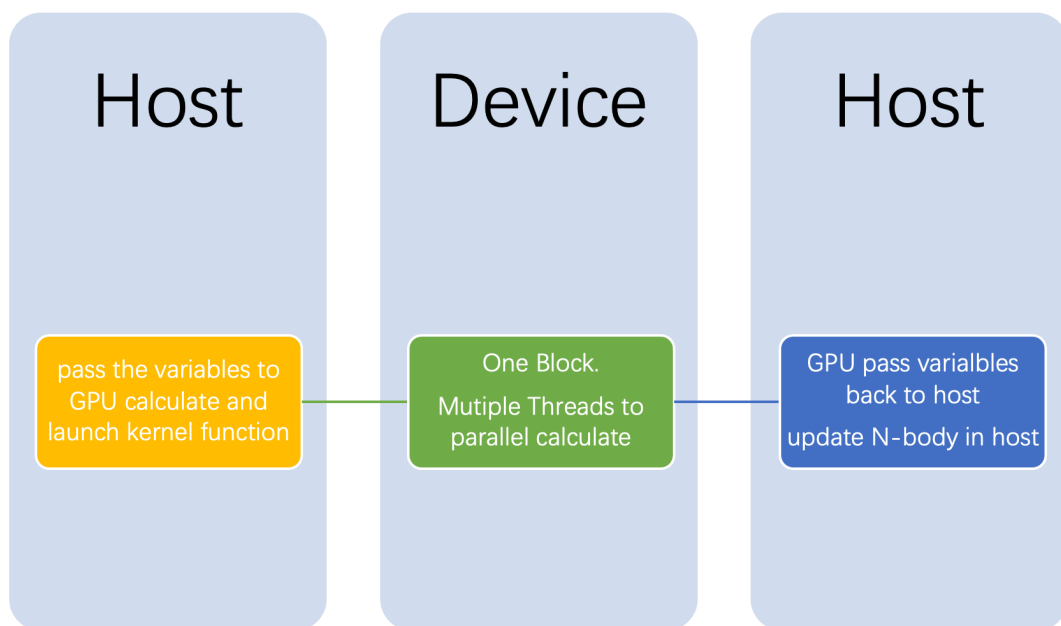 Host
Device
Host
pass the variables to
GPU calculate and
launch kernel function
One Block.
Mutiple Threads to
parallel calculate
GPU pass varialbles
back to host
update N-body in host